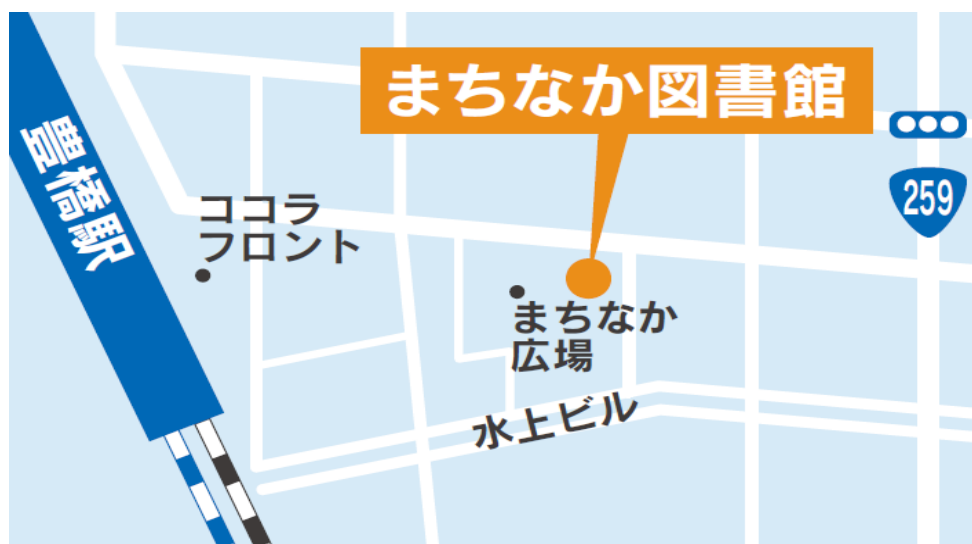 まちなか図書館
豊橋駅
259
ココラ
フロント
まちなか
広場
水上ビル